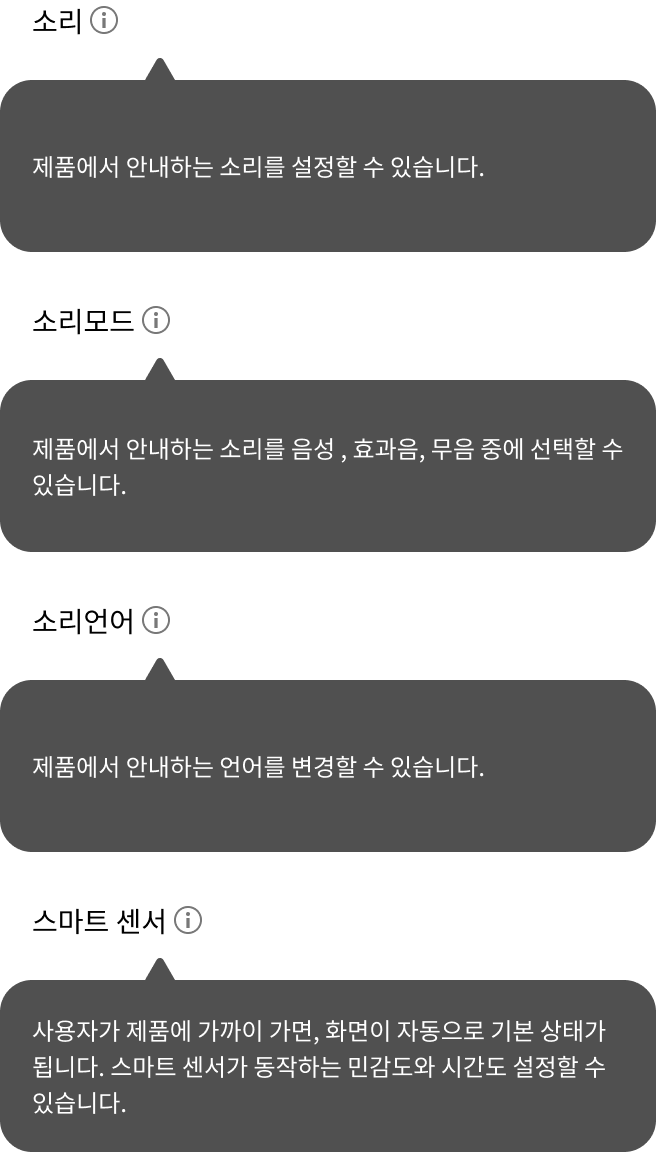 소리
제품에서 안내하는 소리를 설정할 수 있습니다.
소리모드
제품에서 안내하는 소리를 음성 , 효과음, 무음 중에 선택할 수
있습니다.
소리언어
제품에서 안내하는 언어를 변경할 수 있습니다.
스마트 센서
사용자가 제품에 가까이 가면, 화면이 자동으로 기본 상태가
됩니다. 스마트 센서가 동작하는 민감도와 시간도 설정할 수
있습니다.